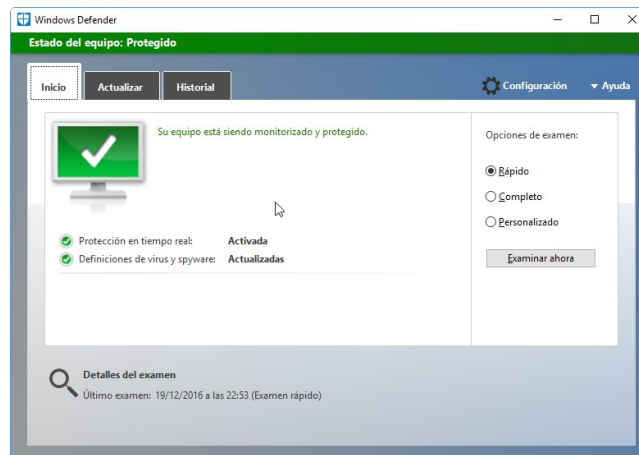 Windows Defender
Estado del equipo: Protegido
Inicio
Actualizar
Historial
Configuración
Ayuda
Su equipo está siendo monitorizado y protegido.
Protección en tiempo real: Activada
Definiciones de virus y spyware: Actualizadas
Opciones de examen:
Rápido
Completo
Personalizado
Examinar ahora
Detalles del examen
Último examen: 19/12/2016 a las 22:53 (Examen rápido)